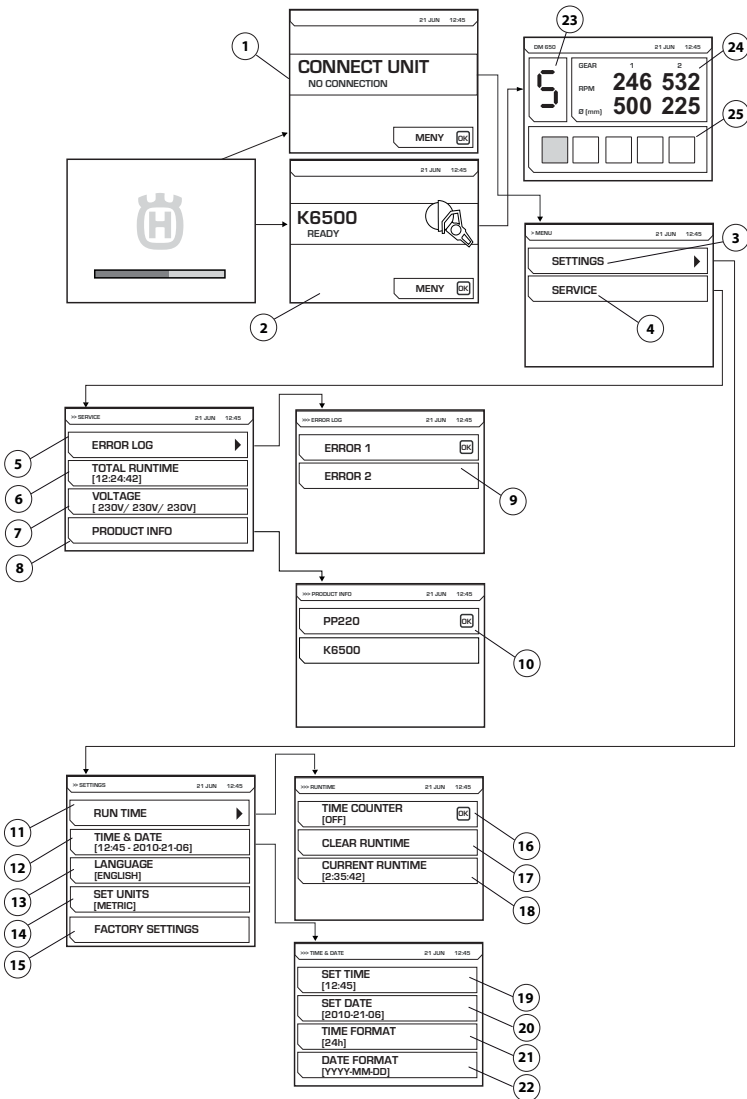 21 JUN 12:45
CONNECT UNIT
NO CONNECTION
MENY OK
1
23
DM 650 21 JUN 12:45
GEAR 1 2
RPM 246 532
Ø [mm] 500 225
5
24
25
H
21 JUN 12:45
K6500
READY
MENY OK
2
> MENU 21 JUN 12:45
SETTINGS
SERVICE
3
4
>> SERVICE 21 JUN 12:45
ERROR LOG
TOTAL RUNTIME
[12:24:42]
VOLTAGE
[ 230V/ 230V/ 230V]
PRODUCT INFO
5
6
7
8
>>> ERROR LOG 21 JUN 12:45
ERROR 1 OK
ERROR 2
9
>>> PRODUCT INFO 21 JUN 12:45
PP220 OK
K6500
10
>> SETTINGS 21 JUN 12:45
RUN TIME
TIME & DATE
[12:45 - 2010-21-06]
LANGUAGE
[ENGLISH]
SET UNITS
[METRIC]
FACTORY SETTINGS
11
12
13
14
15
>>> RUNTIME 21 JUN 12:45
TIME COUNTER
[OFF] OK
CLEAR RUNTIME
CURRENT RUNTIME
[2:35:42]
16
17
18
>>> TIME & DATE 21 JUN 12:45
SET TIME
[12:45]
SET DATE
[2010-21-06]
TIME FORMAT
[24h]
DATE FORMAT
[YYYY-MM-DD]
19
20
21
22